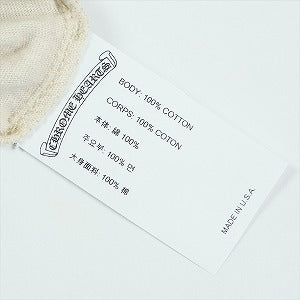 CHROME HEARTS
BODY: 100% COTTON
CORPS: 100% COTON
本体: 綿 100%
주오부: 100% 면
大身面料: 100% 棉
MADE IN U.S.A.